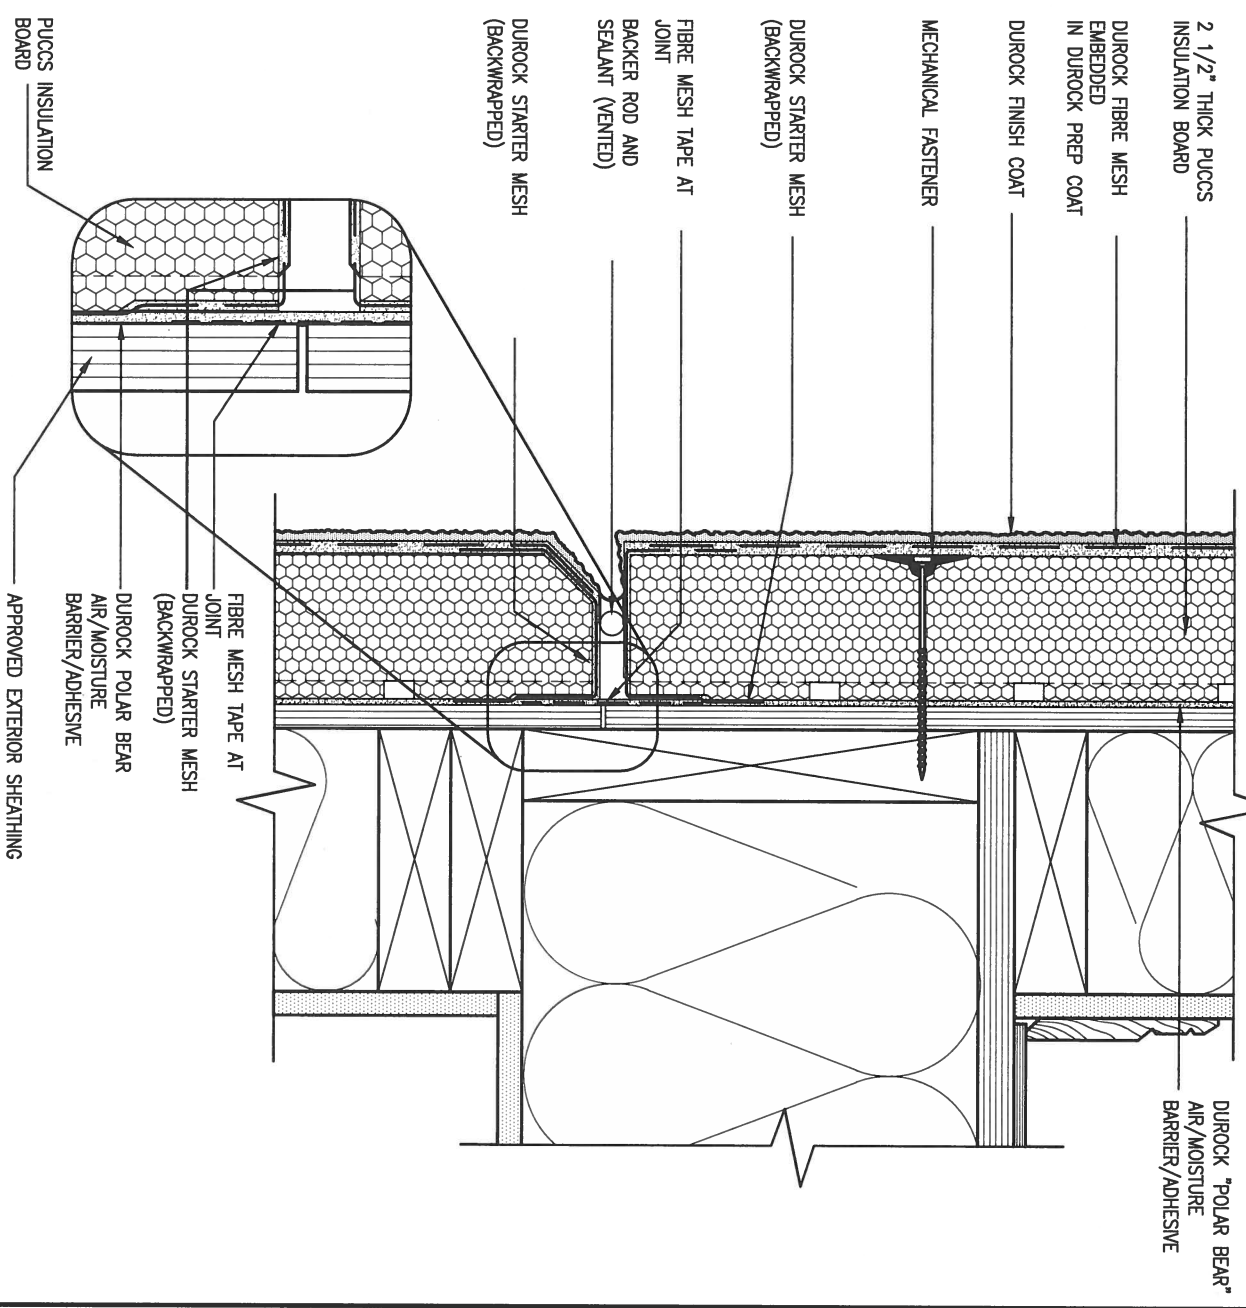 2 1/2" THICK PUCCS
INSULATION BOARD
DUROCK FIBRE MESH
EMBEDDED
IN DUROCK PREP COAT
DUROCK FINISH COAT
MECHANICAL FASTENER
DUROCK STARTER MESH
(BACKWRAPPED)
FIBRE MESH TAPE AT
JOINT
BACKER ROD AND
SEALANT (VENTED)
DUROCK STARTER MESH
(BACKWRAPPED)
PUCCS INSULATION
BOARD
DUROCK "POLAR BEAR"
AIR/MOISTURE
BARRIER/ADHESIVE
FIBRE MESH TAPE AT
JOINT
DUROCK STARTER MESH
(BACKWRAPPED)
DUROCK POLAR BEAR
AIR/MOISTURE
BARRIER/ADHESIVE
APPROVED EXTERIOR SHEATHING